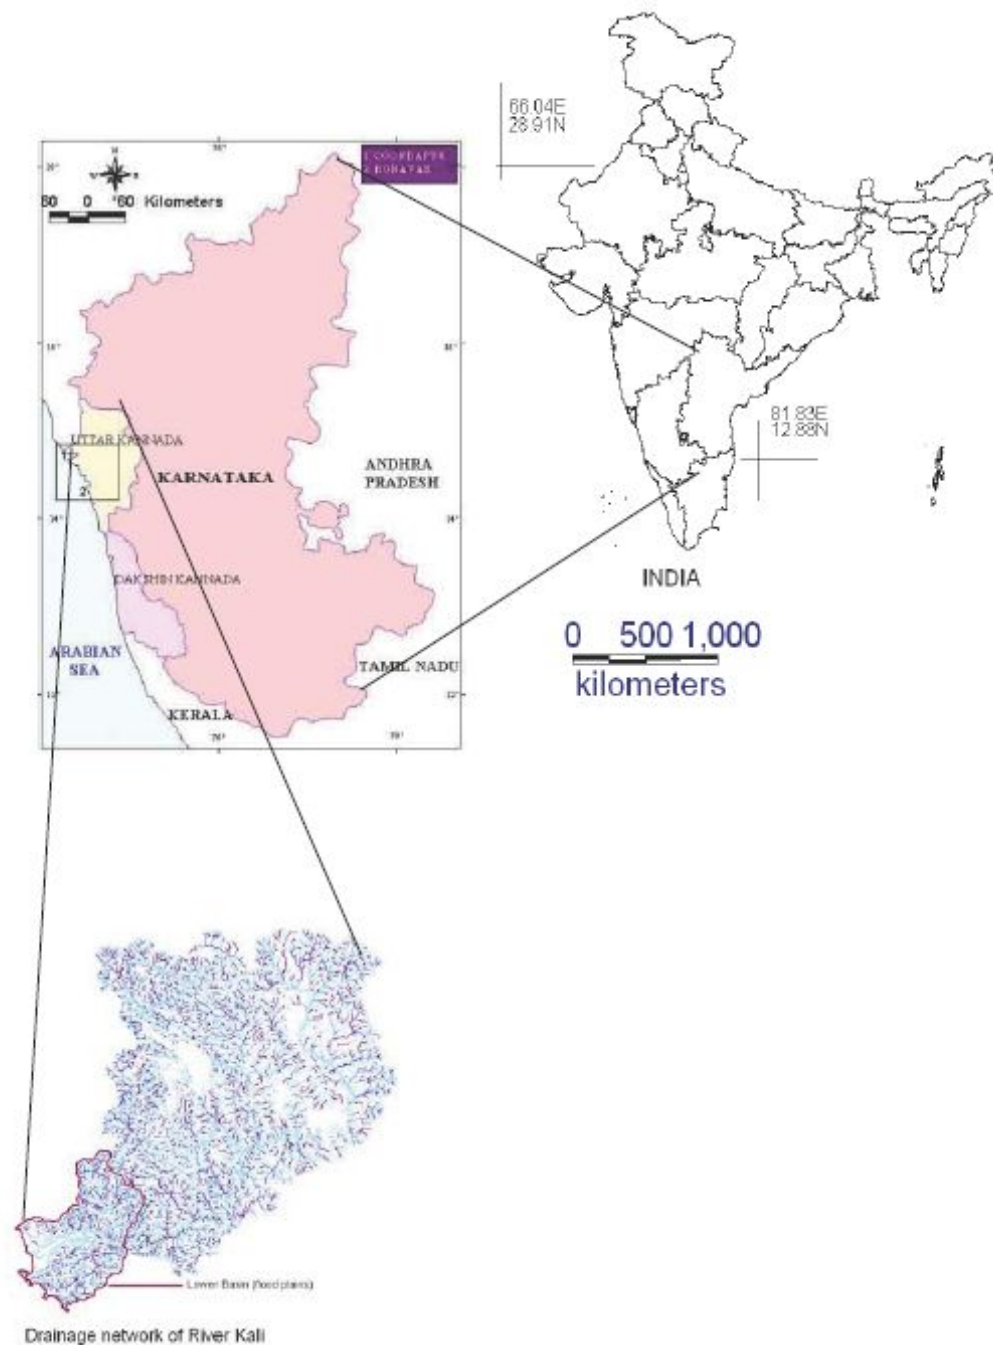 66.04E
28.91N
N
60 0 60 Kilometers
UTTAR KANNADA
1
2
KARNATAKA
ANDHRA
PRADESH
DAKSHIN KANNADA
ARABIAN
SEA
TAMIL NADU
KERALA
81.83E
12.88N
INDIA
0 500 1,000
kilometers
Lower Basin (flood plains)
Drainage network of River Kali